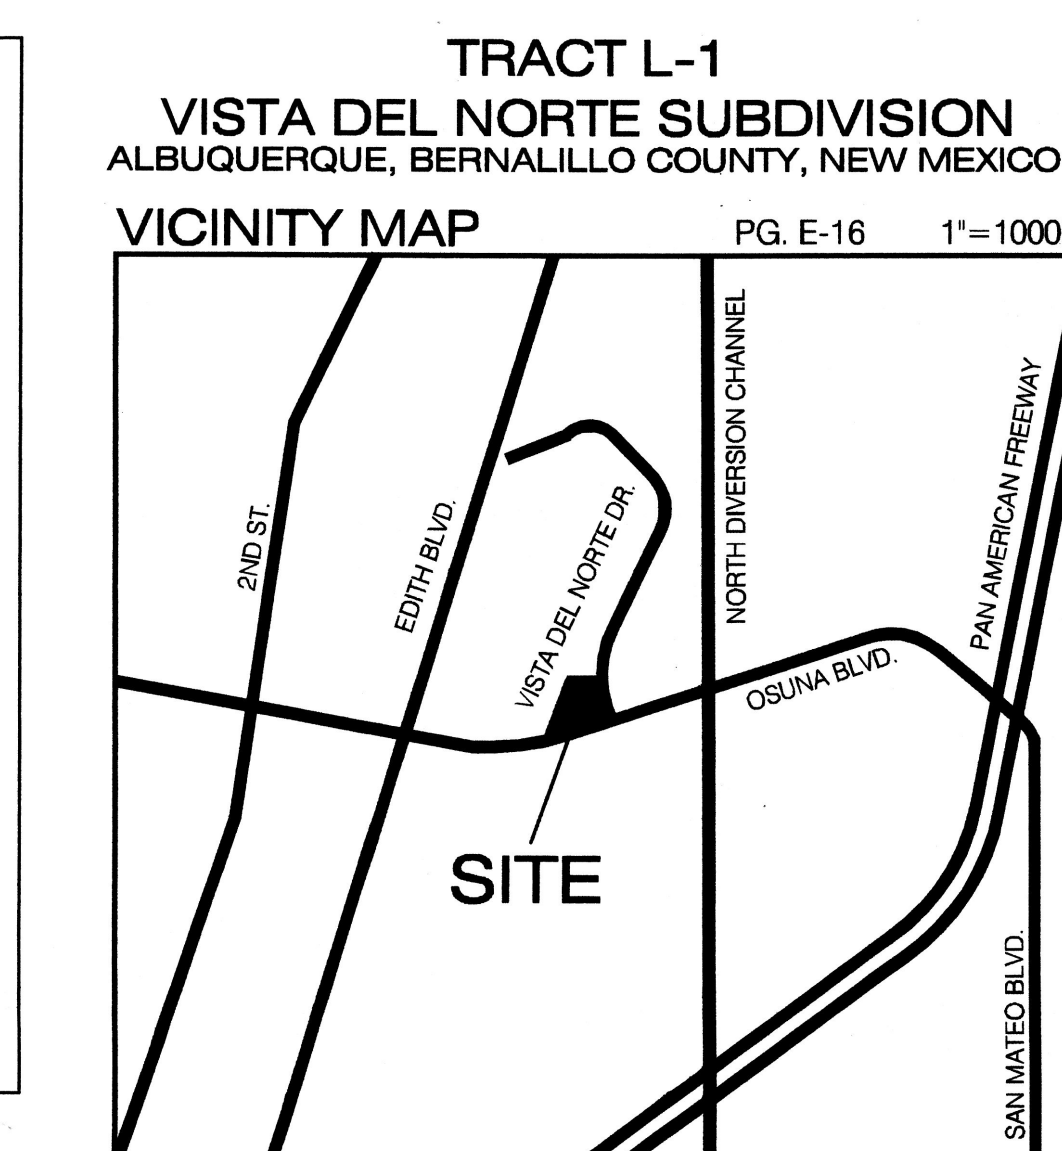 TRACT L-1
VISTA DEL NORTE SUBDIVISION
ALBUQUERQUE, BERNALILLO COUNTY, NEW MEXICO
VICINITY MAP
PG. E-16
1"=1000
NORTH DIVERSION CHANNEL
PAN AMERICAN FREEWAY
2ND ST.
EDITH BLVD.
VISTA DEL NORTE DR.
OSUNA BLVD.
SITE
SAN MATEO BLVD.